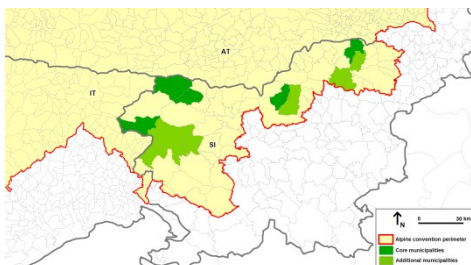 AT
IT
SI
N
0 30 km
Alpine convention perimeter
Core municipalities
Additional municipalities